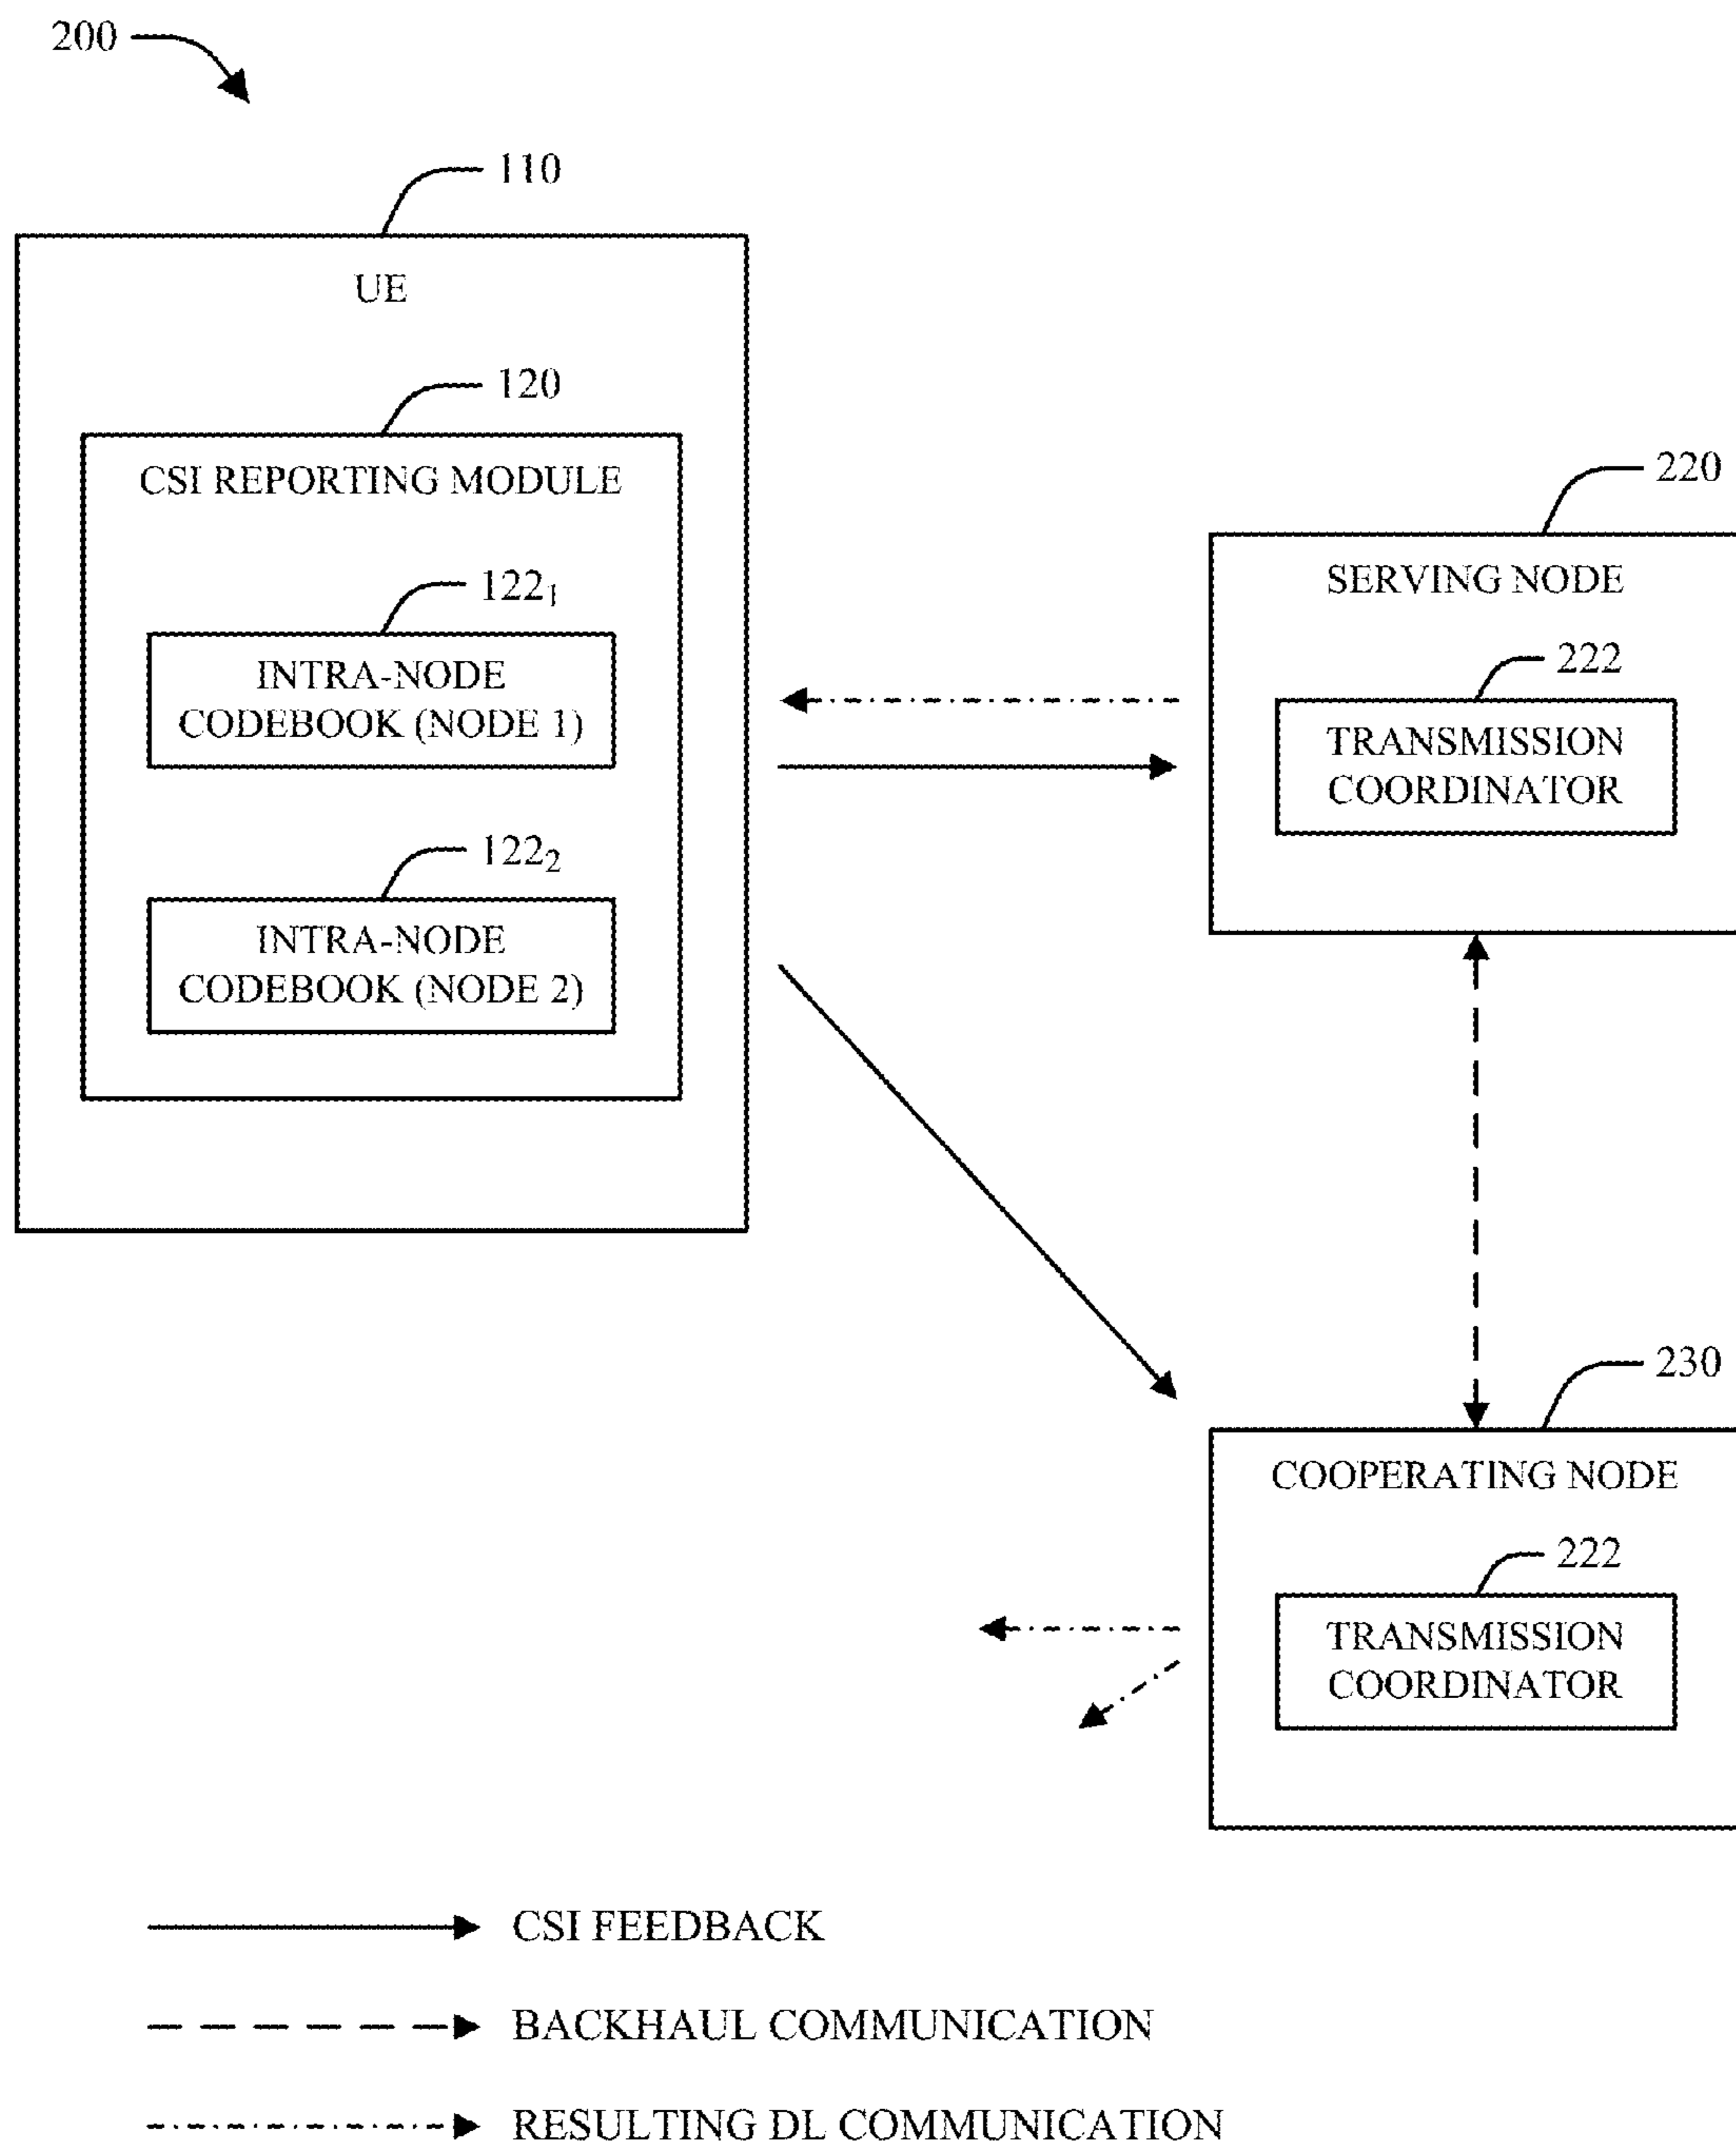 200
110
UE
120
CSI REPORTING MODULE
122₁
INTRA-NODE
CODEBOOK (NODE 1)
122₂
INTRA-NODE
CODEBOOK (NODE 2)
220
SERVING NODE
222
TRANSMISSION
COORDINATOR
230
COOPERATING NODE
222
TRANSMISSION
COORDINATOR
CSI FEEDBACK
BACKHAUL COMMUNICATION
RESULTING DL COMMUNICATION